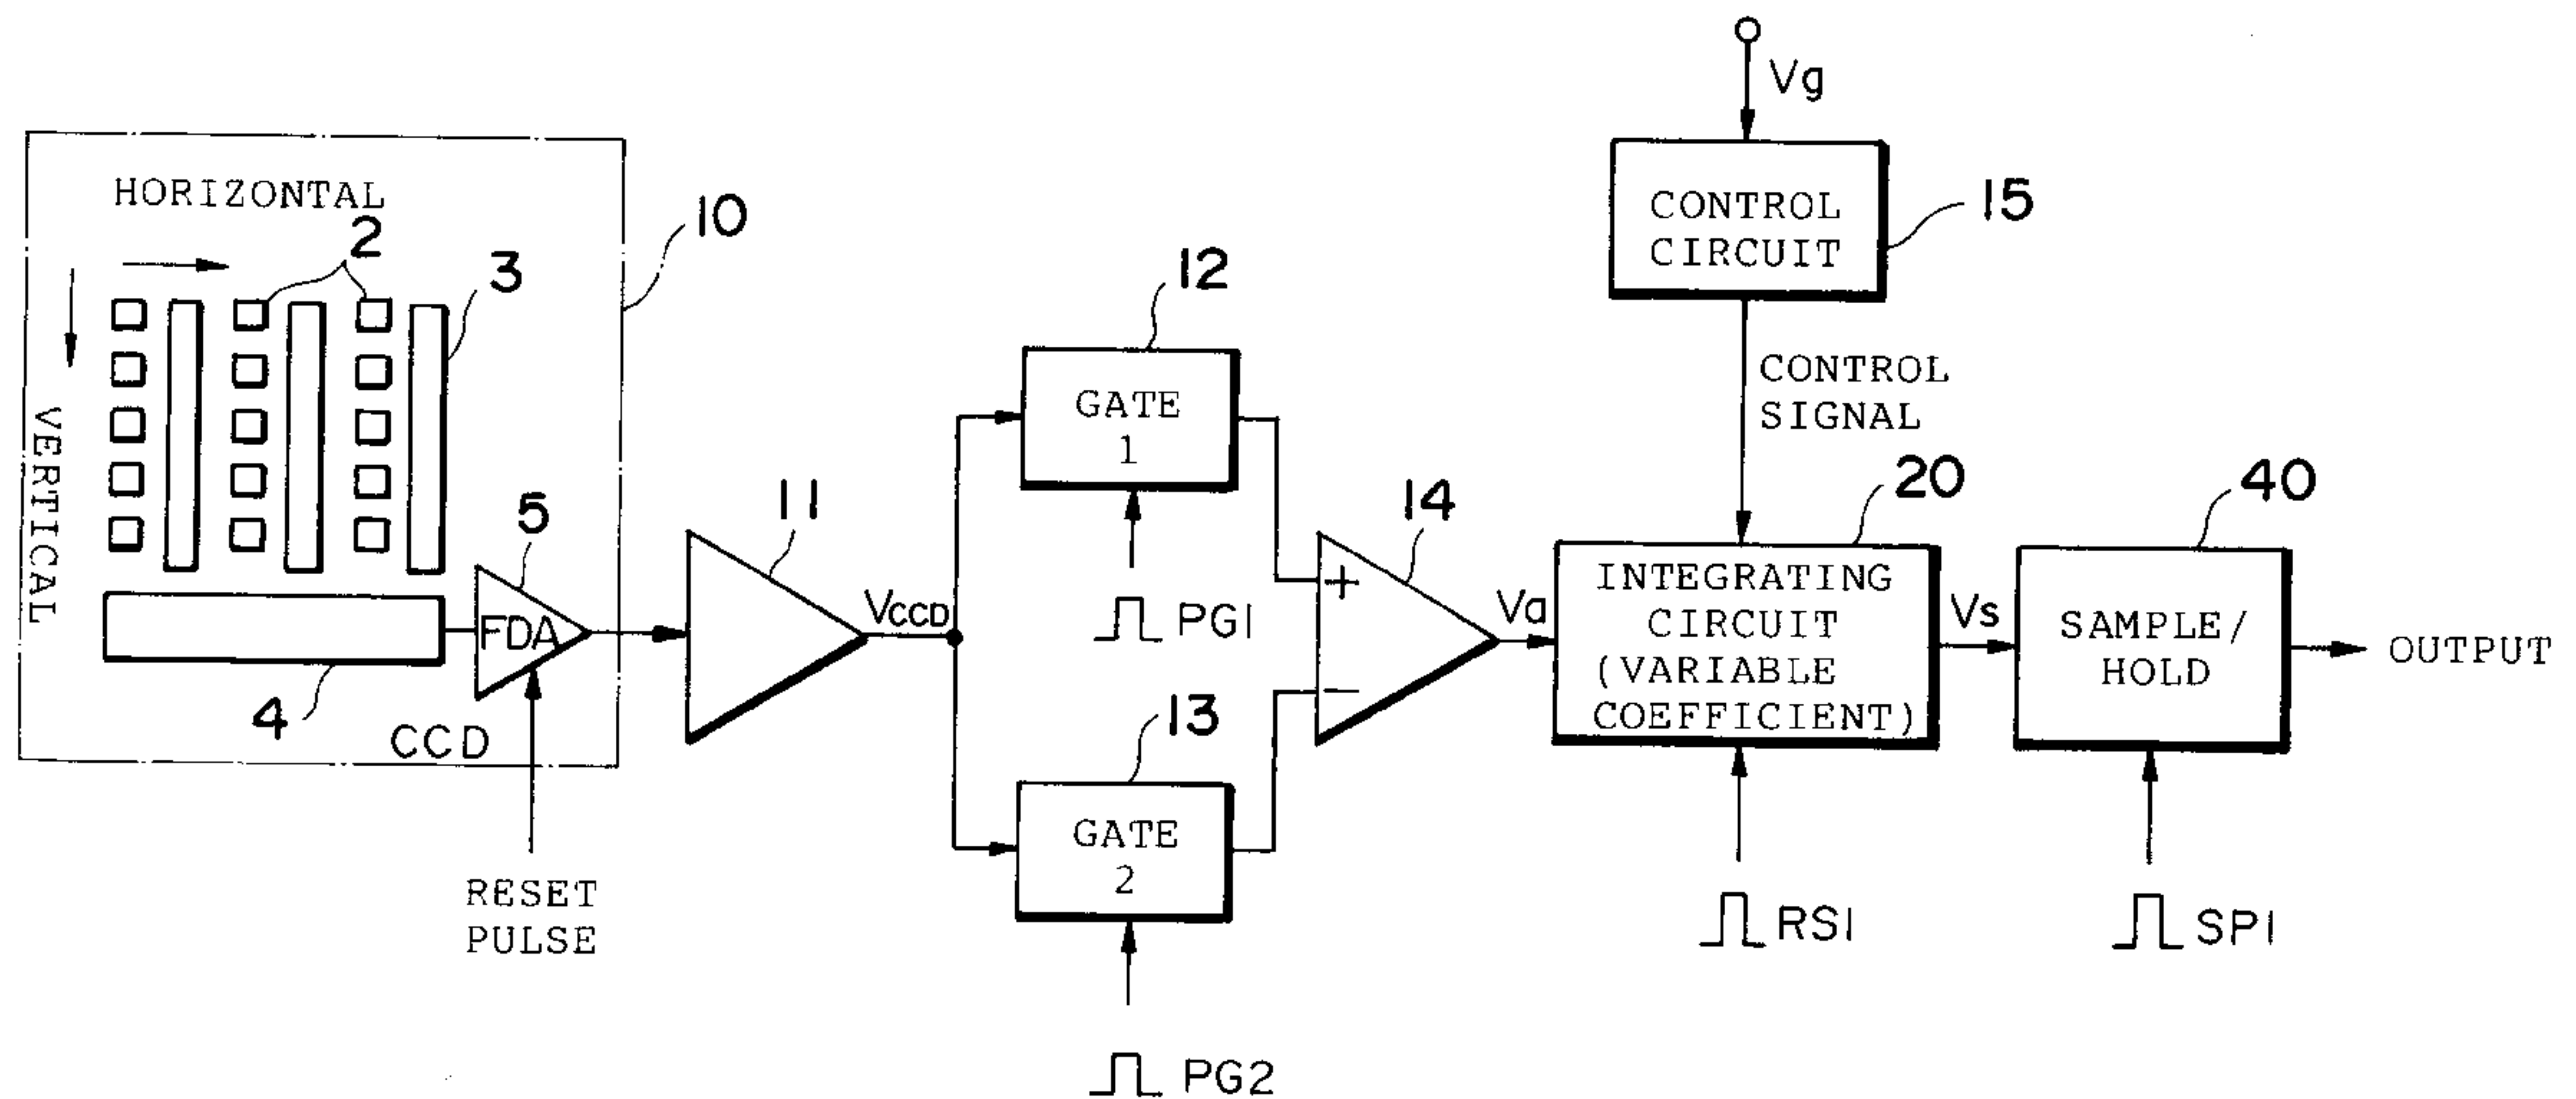 HORIZONTAL
VERTICAL
2
3
10
5
FDA
4
CCD
RESET
PULSE
11
VCCD
12
GATE
1
PG1
13
GATE
2
PG2
14
+
−
Va
Vg
CONTROL
CIRCUIT
15
CONTROL
SIGNAL
20
INTEGRATING
CIRCUIT
(VARIABLE
COEFFICIENT)
RS1
Vs
40
SAMPLE/
HOLD
SP1
OUTPUT